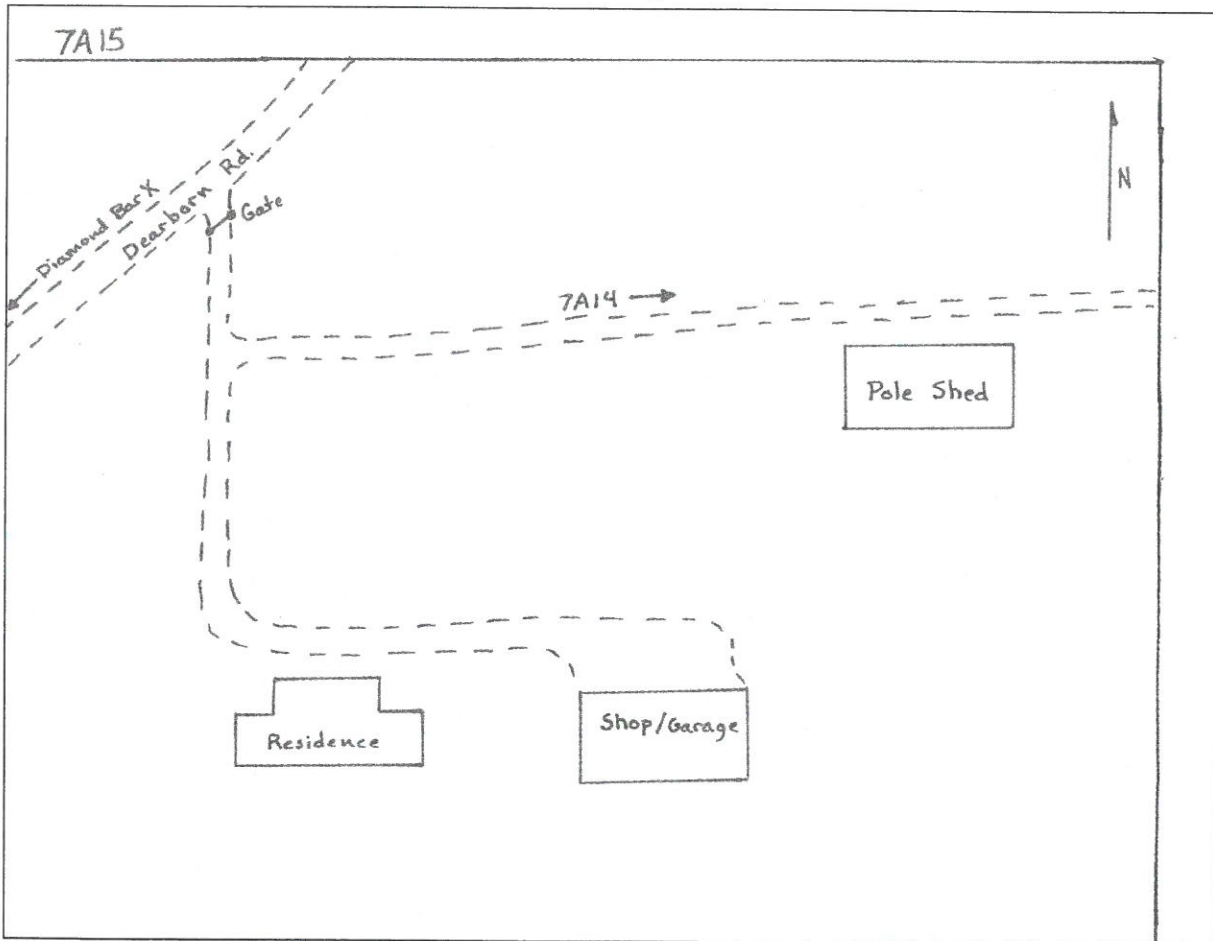 7A15
Diamond Bar X
Dearborn Rd.
Gate
N
7A14
Pole Shed
Residence
Shop/Garage